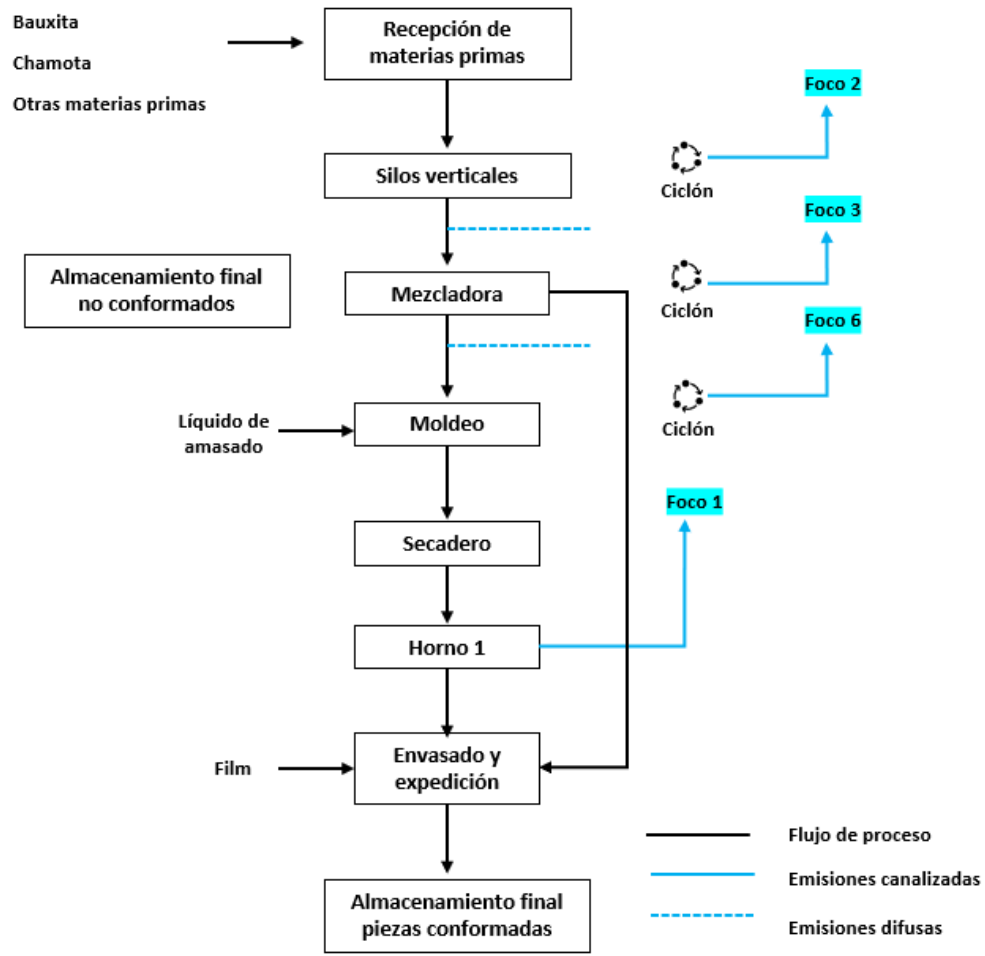 Bauxita
Chamota
Otras materias primas
Recepción de
materias primas
Foco 2
Ciclón
Silos verticales
Foco 3
Almacenamiento final
no conformados
Mezcladora
Ciclón
Foco 6
Líquido de
amasado
Moldeo
Ciclón
Foco 1
Secadero
Horno 1
Film
Envasado y
expedición
Flujo de proceso
Emisiones canalizadas
Emisiones difusas
Almacenamiento final
piezas conformadas